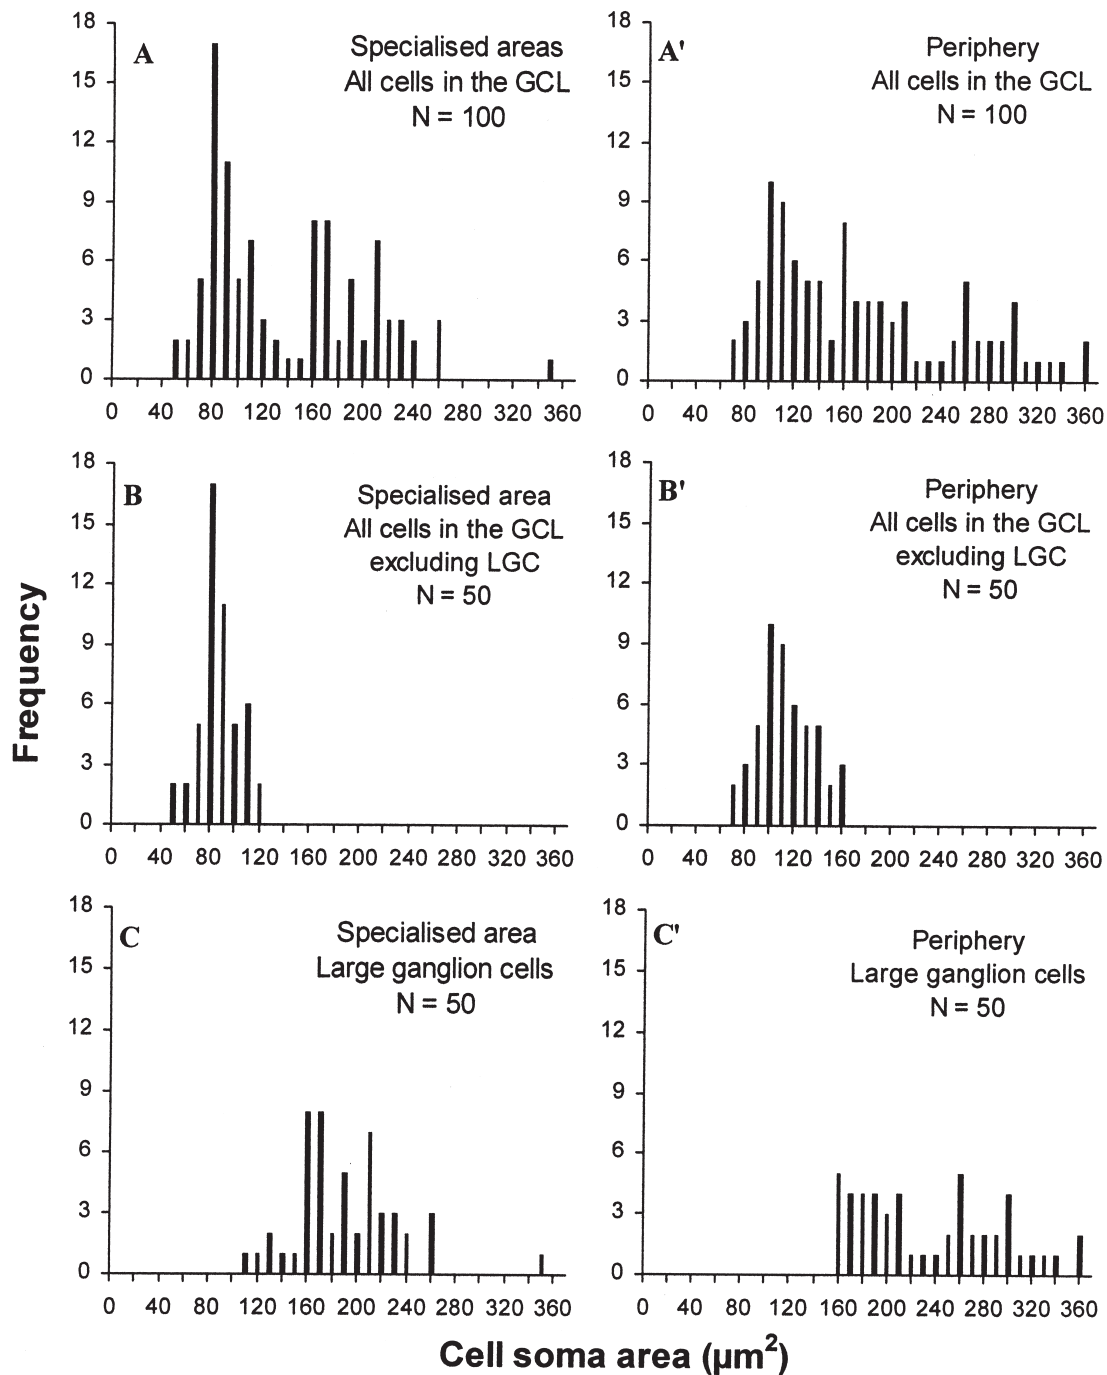 A
Specialised areas
All cells in the GCL
N = 100
18
15
12
9
6
3
0
0 40 80 120 160 200 240 280 320 360
A'
Periphery
All cells in the GCL
N = 100
18
15
12
9
6
3
0
0 40 80 120 160 200 240 280 320 360
B
Specialised area
All cells in the GCL
excluding LGC
N = 50
18
15
12
9
6
3
0
0 40 80 120 160 200 240 280 320 360
B'
Periphery
All cells in the GCL
excluding LGC
N = 50
18
15
12
9
6
3
0
0 40 80 120 160 200 240 280 320 360
C
Specialised area
Large ganglion cells
N = 50
18
15
12
9
6
3
0
0 40 80 120 160 200 240 280 320 360
C'
Periphery
Large ganglion cells
N = 50
18
15
12
9
6
3
0
0 40 80 120 160 200 240 280 320 360
Frequency
Cell soma area (µm²)